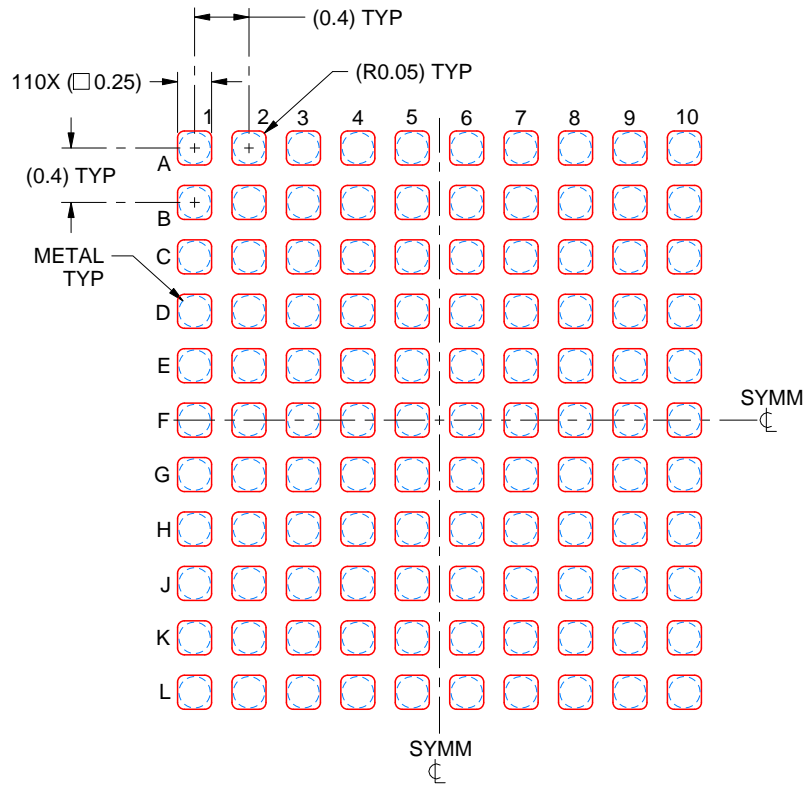 (0.4) TYP
110X (□ 0.25)
(R0.05) TYP
1 2 3 4 5 6 7 8 9 10
A
(0.4) TYP
B
METAL
TYP
C
D
E
SYMM
℄
F
G
H
J
K
L
SYMM
℄